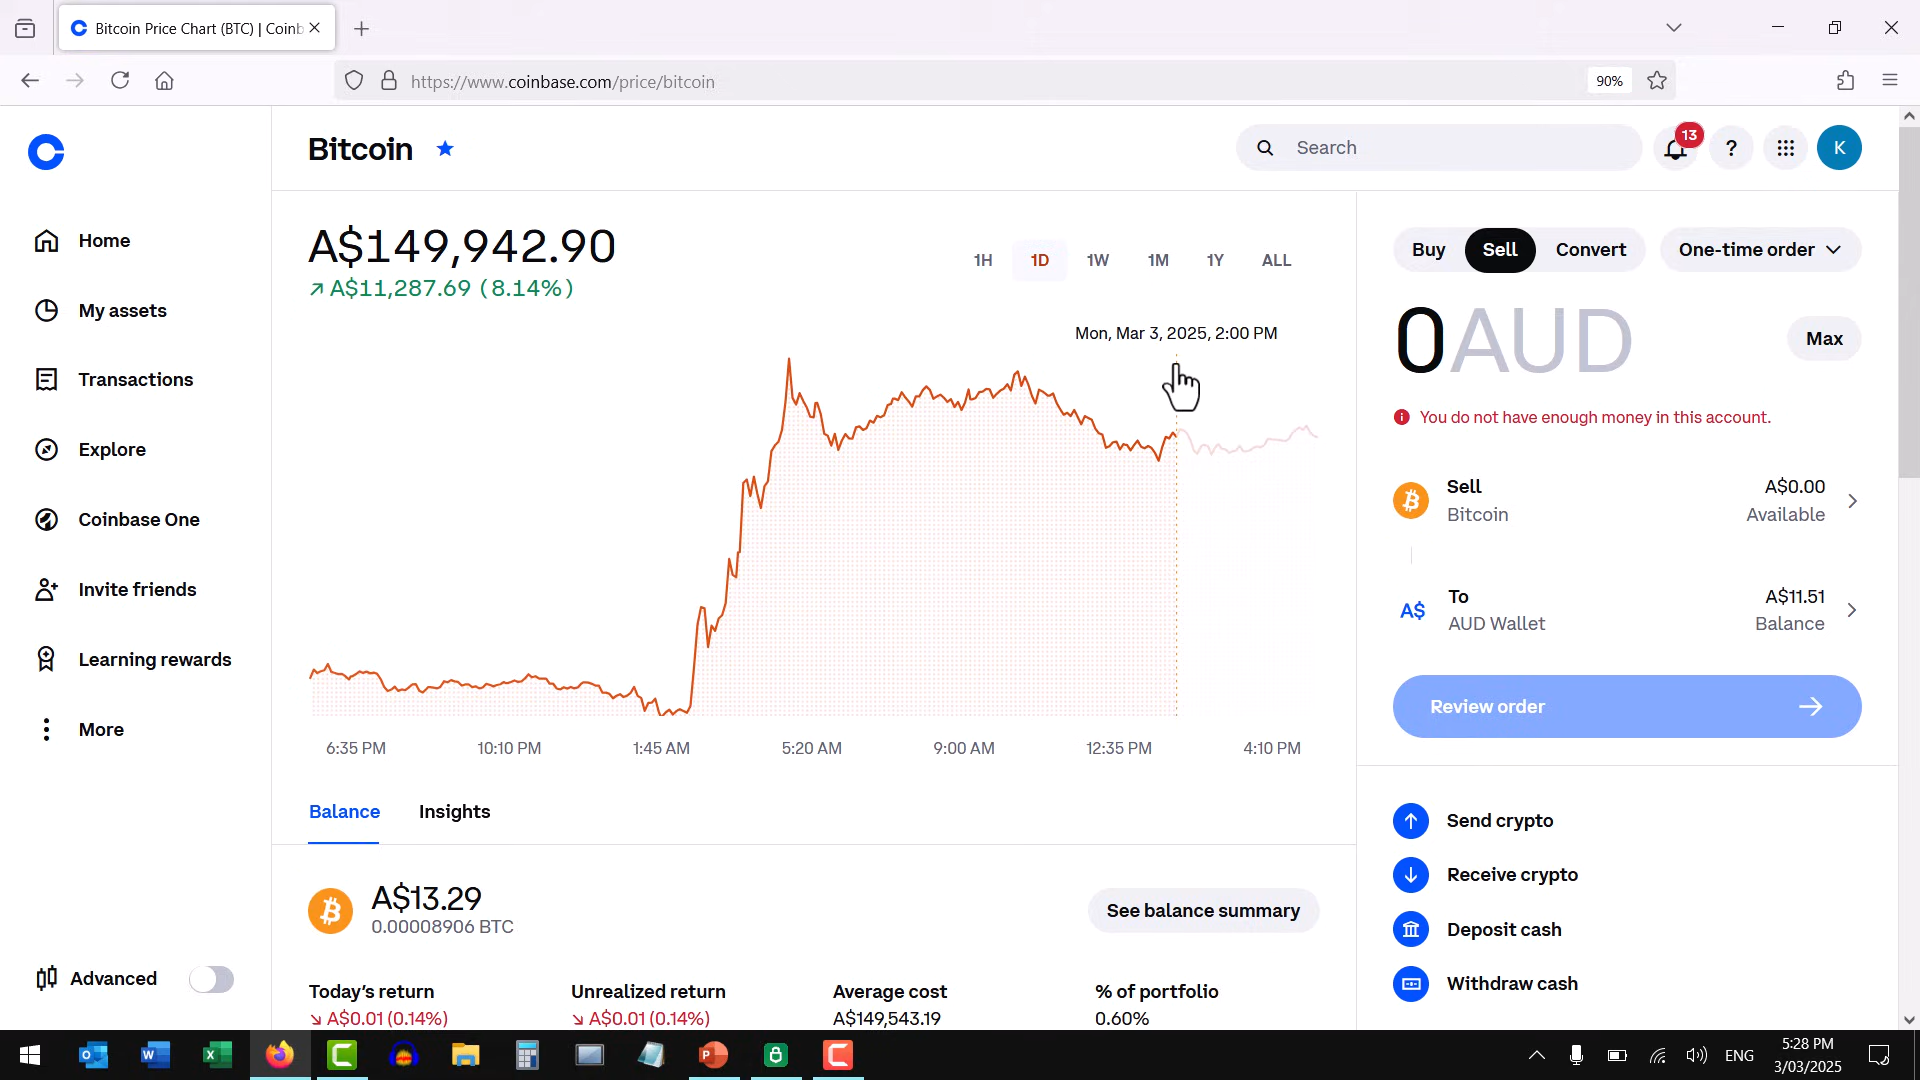 Bitcoin Price Chart (BTC) | Coinb
https://www.coinbase.com/price/bitcoin
90%
Bitcoin
Search
13
?
K
Home
My assets
Transactions
Explore
Coinbase One
Invite friends
Learning rewards
More
Advanced
A$149,942.90
A$11,287.69 (8.14%)
1H 1D 1W 1M 1Y ALL
Mon, Mar 3, 2025, 2:00 PM
6:35 PM 10:10 PM 1:45 AM 5:20 AM 9:00 AM 12:35 PM 4:10 PM
Balance Insights
A$13.29
0.00008906 BTC
See balance summary
Today's return Unrealized return Average cost % of portfolio
A$0.01 (0.14%) A$0.01 (0.14%) A$149,543.19 0.60%
Buy Sell Convert One-time order
0AUD
Max
You do not have enough money in this account.
Sell A$0.00
Bitcoin Available
A$
To A$11.51
AUD Wallet Balance
Review order
Send crypto
Receive crypto
Deposit cash
Withdraw cash
ENG
5:28 PM
3/03/2025